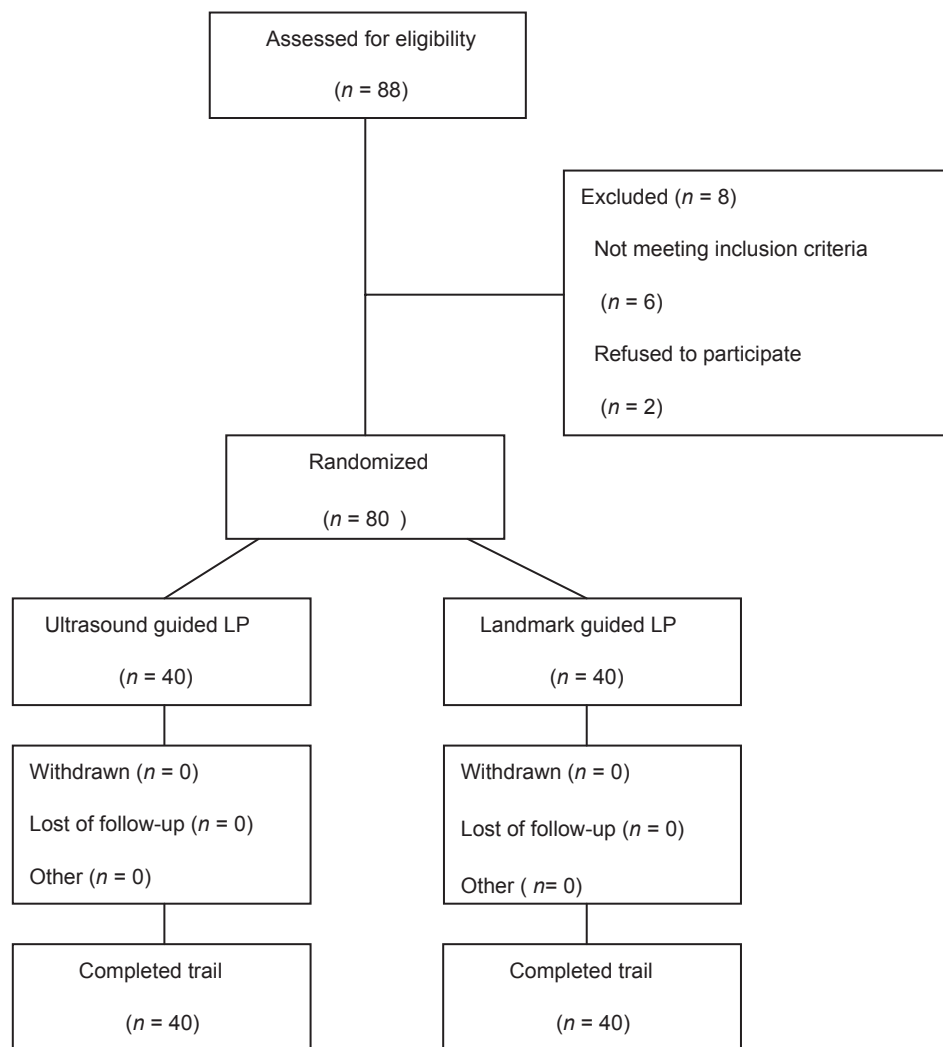 Assessed for eligibility
(n = 88)
Excluded (n = 8)
Not meeting inclusion criteria
(n = 6)
Refused to participate
(n = 2)
Randomized
(n = 80 )
Ultrasound guided LP
(n = 40)
Landmark guided LP
(n = 40)
Withdrawn (n = 0)
Lost of follow-up (n = 0)
Other (n = 0)
Withdrawn (n = 0)
Lost of follow-up (n = 0)
Other ( n= 0)
Completed trail
(n = 40)
Completed trail
(n = 40)